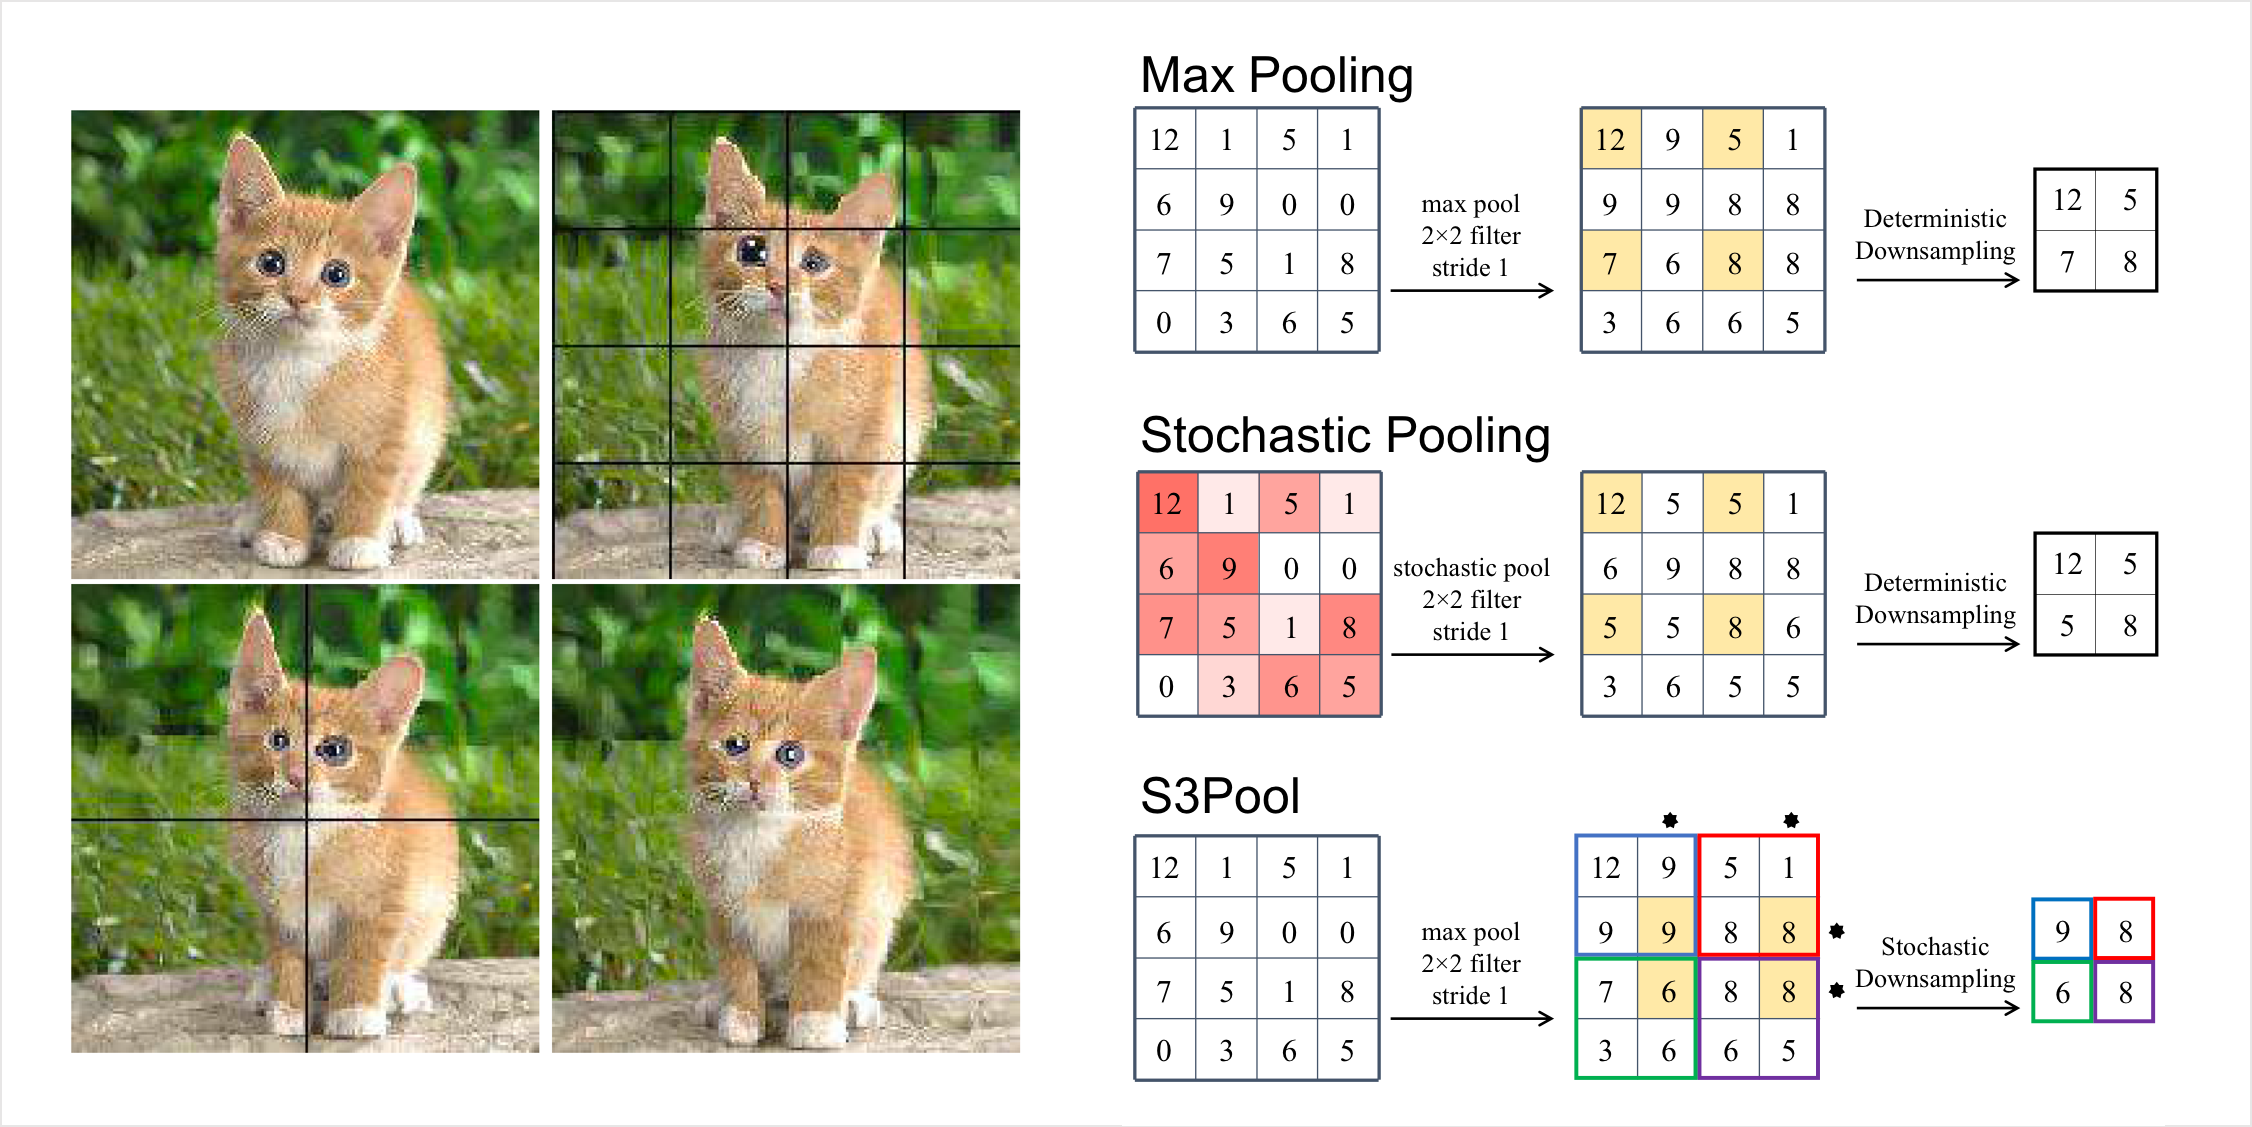 Max Pooling
12 1 5 1
6 9 0 0
7 5 1 8
0 3 6 5
max pool
2×2 filter
stride 1
12 9 5 1
9 9 8 8
7 6 8 8
3 6 6 5
Deterministic
Downsampling
12 5
7 8
Stochastic Pooling
12 1 5 1
6 9 0 0
7 5 1 8
0 3 6 5
stochastic pool
2×2 filter
stride 1
12 5 5 1
6 9 8 8
5 5 8 6
3 6 5 5
Deterministic
Downsampling
12 5
5 8
S3Pool
12 1 5 1
6 9 0 0
7 5 1 8
0 3 6 5
max pool
2×2 filter
stride 1
12 9 5 1
9 9 8 8
7 6 8 8
3 6 6 5
Stochastic
Downsampling
9 8
6 8